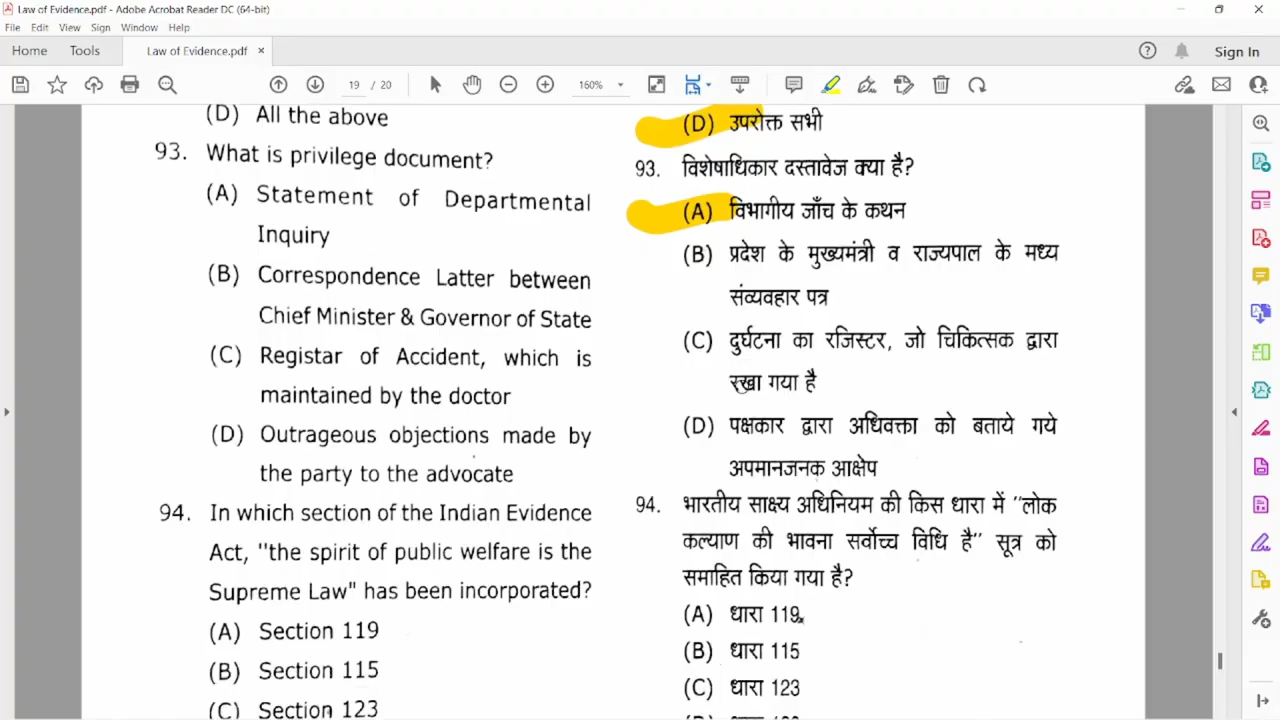 Law of Evidence.pdf - Adobe Acrobat Reader DC (64-bit)
File Edit View Sign Window Help
Home Tools Law of Evidence.pdf × Sign In
19 / 20 160%
(D) All the above
93. What is privilege document?
(A) Statement of Departmental
Inquiry
(B) Correspondence Latter between
Chief Minister & Governor of State
(C) Registar of Accident, which is
maintained by the doctor
(D) Outrageous objections made by
the party to the advocate
94. In which section of the Indian Evidence
Act, "the spirit of public welfare is the
Supreme Law" has been incorporated?
(A) Section 119
(B) Section 115
(C) Section 123
(D) उपरोक्त सभी
93. विशेषाधिकार दस्तावेज क्या है?
(A) विभागीय जाँच के कथन
(B) प्रदेश के मुख्यमंत्री व राज्यपाल के मध्य
संव्यवहार पत्र
(C) दुर्घटना का रजिस्टर, जो चिकित्सक द्वारा
रखा गया है
(D) पक्षकार द्वारा अधिवक्ता को बताये गये
अपमानजनक आक्षेप
94. भारतीय साक्ष्य अधिनियम की किस धारा में "लोक
कल्याण की भावना सर्वोच्च विधि है" सूत्र को
समाहित किया गया है?
(A) धारा 119
(B) धारा 115
(C) धारा 123